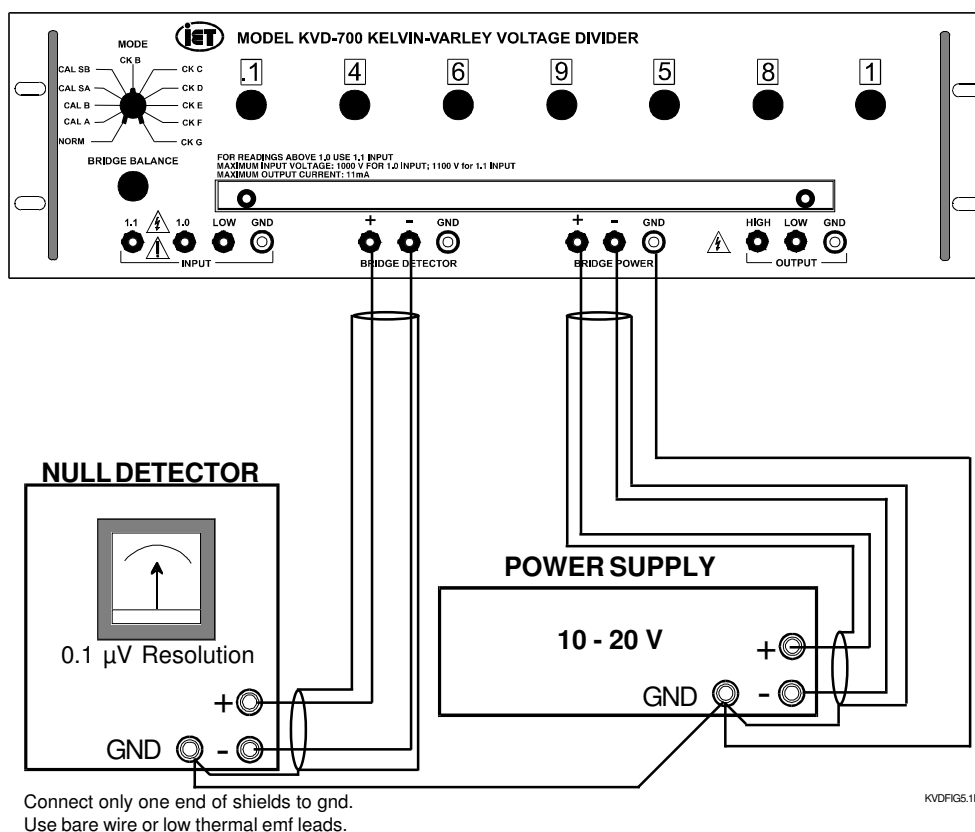 IET MODEL KVD-700 KELVIN-VARLEY VOLTAGE DIVIDER
MODE
CK B
CAL SB CK C
CAL SA CK D
CAL B CK E
CAL A CK F
NORM CK G
.1 4 6 9 5 8 1
BRIDGE BALANCE
FOR READINGS ABOVE 1.0 USE 1.1 INPUT
MAXIMUM INPUT VOLTAGE: 1000 V FOR 1.0 INPUT; 1100 V for 1.1 INPUT
MAXIMUM OUTPUT CURRENT: 11mA
1.1 1.0 LOW GND + - GND + - GND HIGH LOW GND
INPUT BRIDGE DETECTOR BRIDGE POWER OUTPUT
NULL DETECTOR
0.1 µV Resolution
+
GND -
POWER SUPPLY
10 - 20 V
+
GND -
Connect only one end of shields to gnd.
Use bare wire or low thermal emf leads.